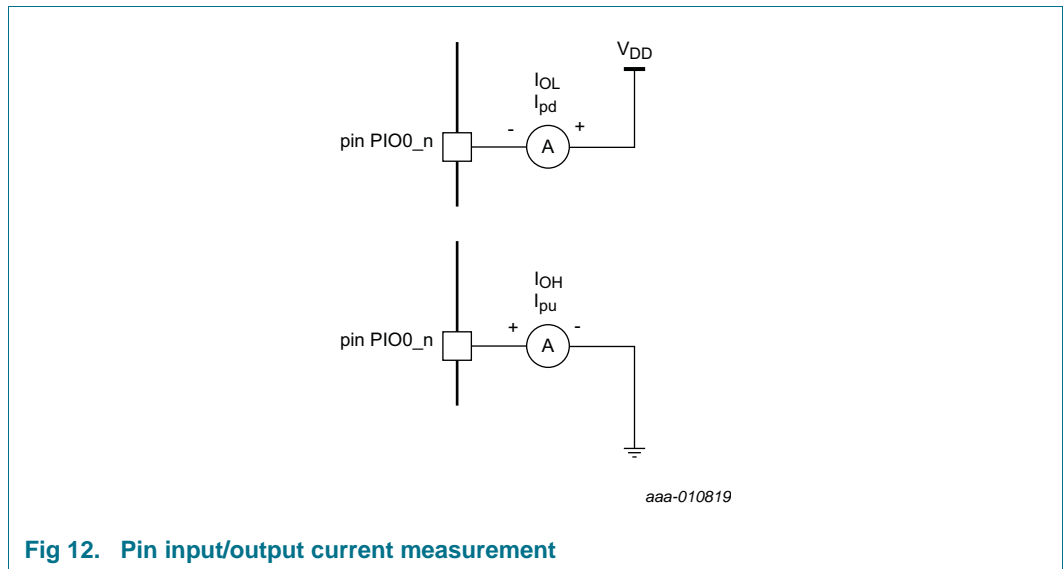 V_DD
I_OL
I_pd
- +
pin PIO0_n A
I_OH
I_pu
+ -
pin PIO0_n A
aaa-010819
Fig 12. Pin input/output current measurement